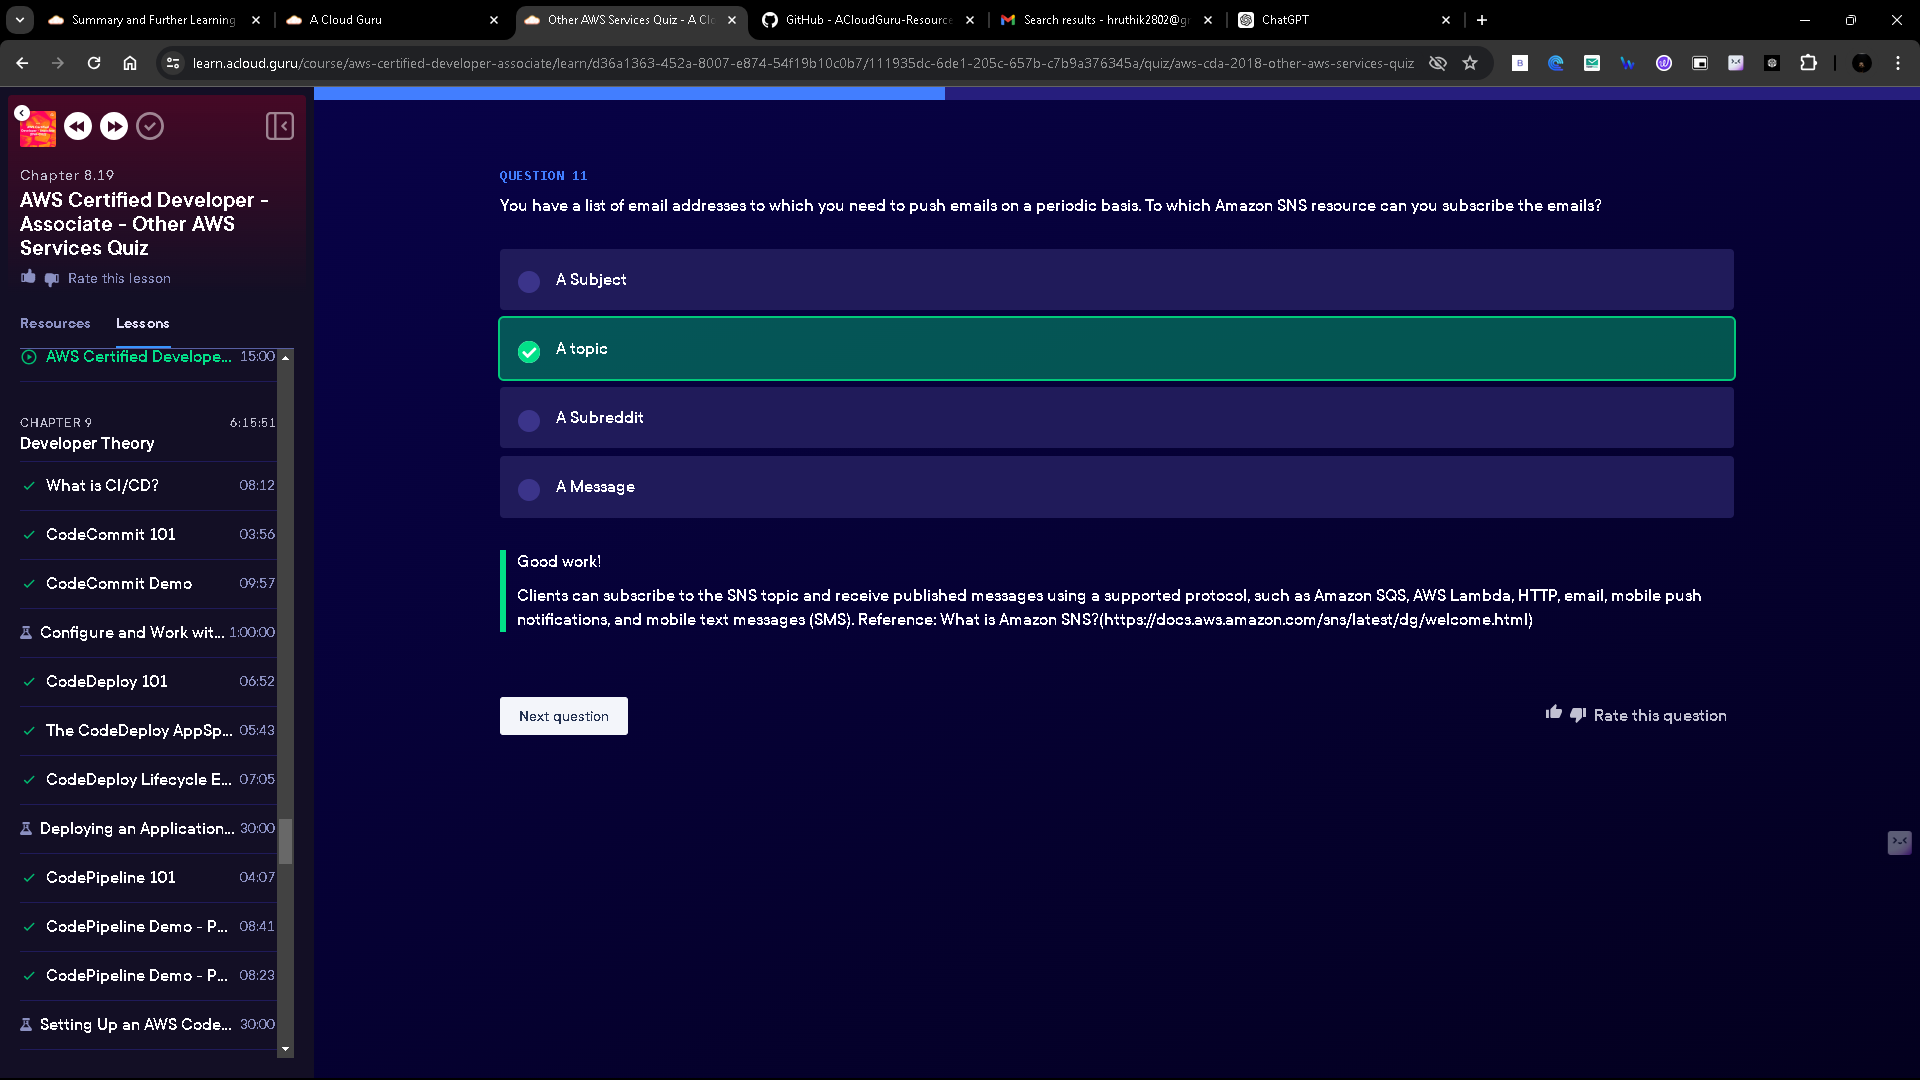 Summary and Further Learning
A Cloud Guru
Other AWS Services Quiz - A Clo
GitHub - ACloudGuru-Resource
Search results - hruthik2802@gm
ChatGPT
learn.acloud.guru/course/aws-certified-developer-associate/learn/d36a1363-452a-8007-e874-54f19b10c0b7/111935dc-6de1-205c-657b-c7b9a376345a/quiz/aws-cda-2018-other-aws-services-quiz
Chapter 8.19
AWS Certified Developer -
Associate - Other AWS
Services Quiz
Rate this lesson
Resources
Lessons
AWS Certified Develope... 15:00
CHAPTER 9 6:15:51
Developer Theory
What is CI/CD? 08:12
CodeCommit 101 03:56
CodeCommit Demo 09:57
Configure and Work wit... 1:00:00
CodeDeploy 101 06:52
The CodeDeploy AppSp... 05:43
CodeDeploy Lifecycle E... 07:05
Deploying an Application... 30:00
CodePipeline 101 04:07
CodePipeline Demo - P... 08:41
CodePipeline Demo - P... 08:23
Setting Up an AWS Code... 30:00
QUESTION 11
You have a list of email addresses to which you need to push emails on a periodic basis. To which Amazon SNS resource can you subscribe the emails?
A Subject
A topic
A Subreddit
A Message
Good work!
Clients can subscribe to the SNS topic and receive published messages using a supported protocol, such as Amazon SQS, AWS Lambda, HTTP, email, mobile push
notifications, and mobile text messages (SMS). Reference: What is Amazon SNS?(https://docs.aws.amazon.com/sns/latest/dg/welcome.html)
Next question
Rate this question